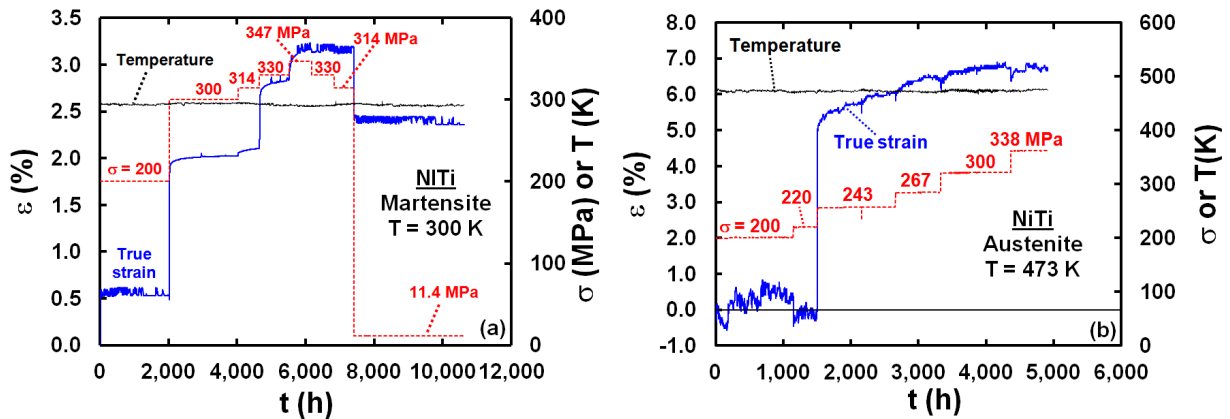 4.0
3.5
3.0
2.5
2.0
1.5
1.0
0.5
0.0
ε (%)
400
300
200
100
0
σ (MPa) or T (K)
0
2,000
4,000
6,000
8,000
10,000
12,000
t (h)
347 MPa
314 MPa
Temperature
300
314
330
330
σ = 200
NITi
Martensite
T = 300 K
True
strain
11.4 MPa
(a)
8.0
7.0
6.0
5.0
4.0
3.0
2.0
1.0
0.0
-1.0
ε (%)
600
500
400
300
200
100
0
σ or T(K)
0
1,000
2,000
3,000
4,000
5,000
6,000
t (h)
Temperature
True strain
338 MPa
300
267
243
220
σ = 200
NiTi
Austenite
T = 473 K
(b)